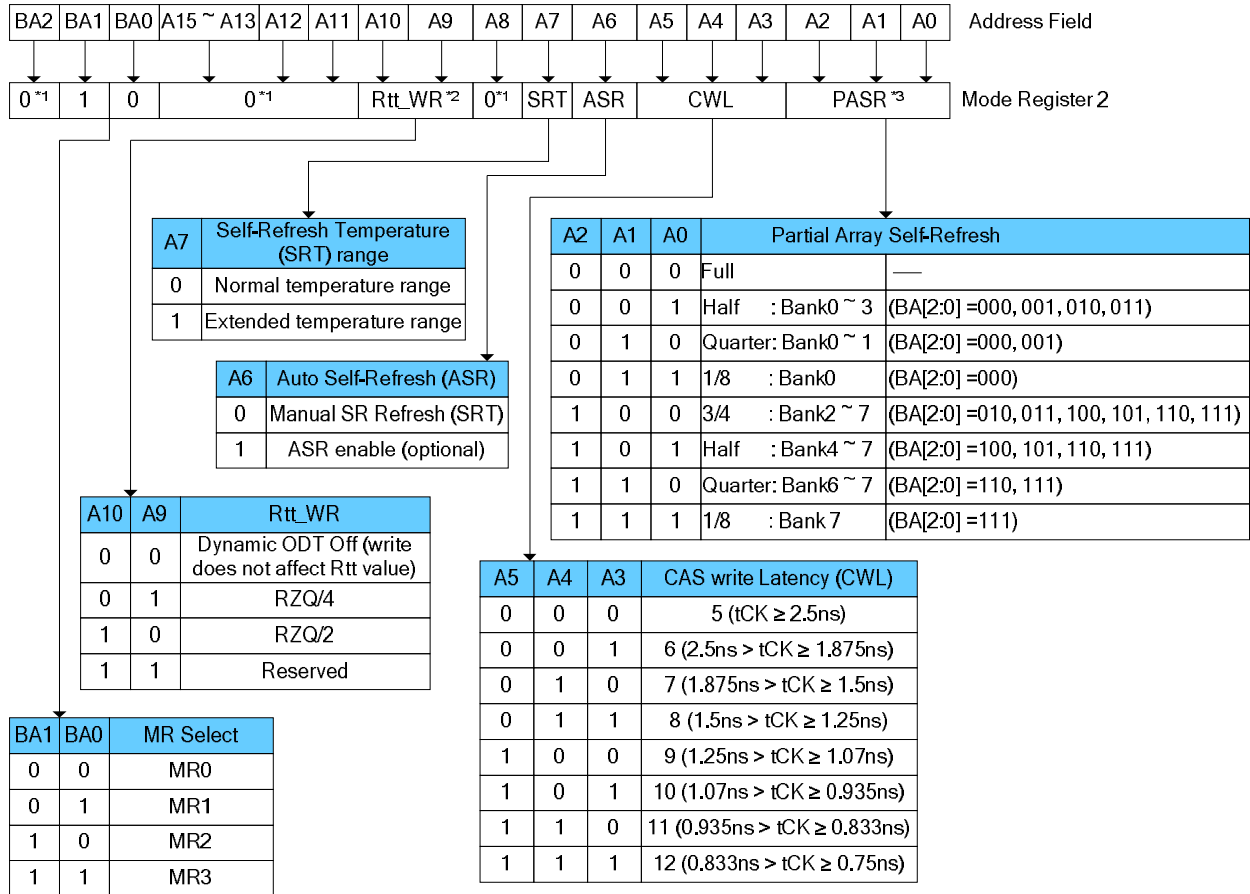 BA2 BA1 BA0 A15 ~ A13 A12 A11 A10 A9 A8 A7 A6 A5 A4 A3 A2 A1 A0 Address Field
0*1 1 0 0*1 Rtt_WR*2 0*1 SRT ASR CWL PASR*3 Mode Register 2
A7 Self-Refresh Temperature (SRT) range
0 Normal temperature range
1 Extended temperature range
A6 Auto Self-Refresh (ASR)
0 Manual SR Refresh (SRT)
1 ASR enable (optional)
A10 A9 Rtt_WR
0 0 Dynamic ODT Off (write does not affect Rtt value)
0 1 RZQ/4
1 0 RZQ/2
1 1 Reserved
BA1 BA0 MR Select
0 0 MR0
0 1 MR1
1 0 MR2
1 1 MR3
A2 A1 A0 Partial Array Self-Refresh
0 0 0 Full —
0 0 1 Half : Bank0 ~ 3 (BA[2:0] =000, 001, 010, 011)
0 1 0 Quarter: Bank0 ~ 1 (BA[2:0] =000, 001)
0 1 1 1/8 : Bank0 (BA[2:0] =000)
1 0 0 3/4 : Bank2 ~ 7 (BA[2:0] =010, 011, 100, 101, 110, 111)
1 0 1 Half : Bank4 ~ 7 (BA[2:0] =100, 101, 110, 111)
1 1 0 Quarter: Bank6 ~ 7 (BA[2:0] =110, 111)
1 1 1 1/8 : Bank 7 (BA[2:0] =111)
A5 A4 A3 CAS write Latency (CWL)
0 0 0 5 (tCK ≥ 2.5ns)
0 0 1 6 (2.5ns > tCK ≥ 1.875ns)
0 1 0 7 (1.875ns > tCK ≥ 1.5ns)
0 1 1 8 (1.5ns > tCK ≥ 1.25ns)
1 0 0 9 (1.25ns > tCK ≥ 1.07ns)
1 0 1 10 (1.07ns > tCK ≥ 0.935ns)
1 1 0 11 (0.935ns > tCK ≥ 0.833ns)
1 1 1 12 (0.833ns > tCK ≥ 0.75ns)